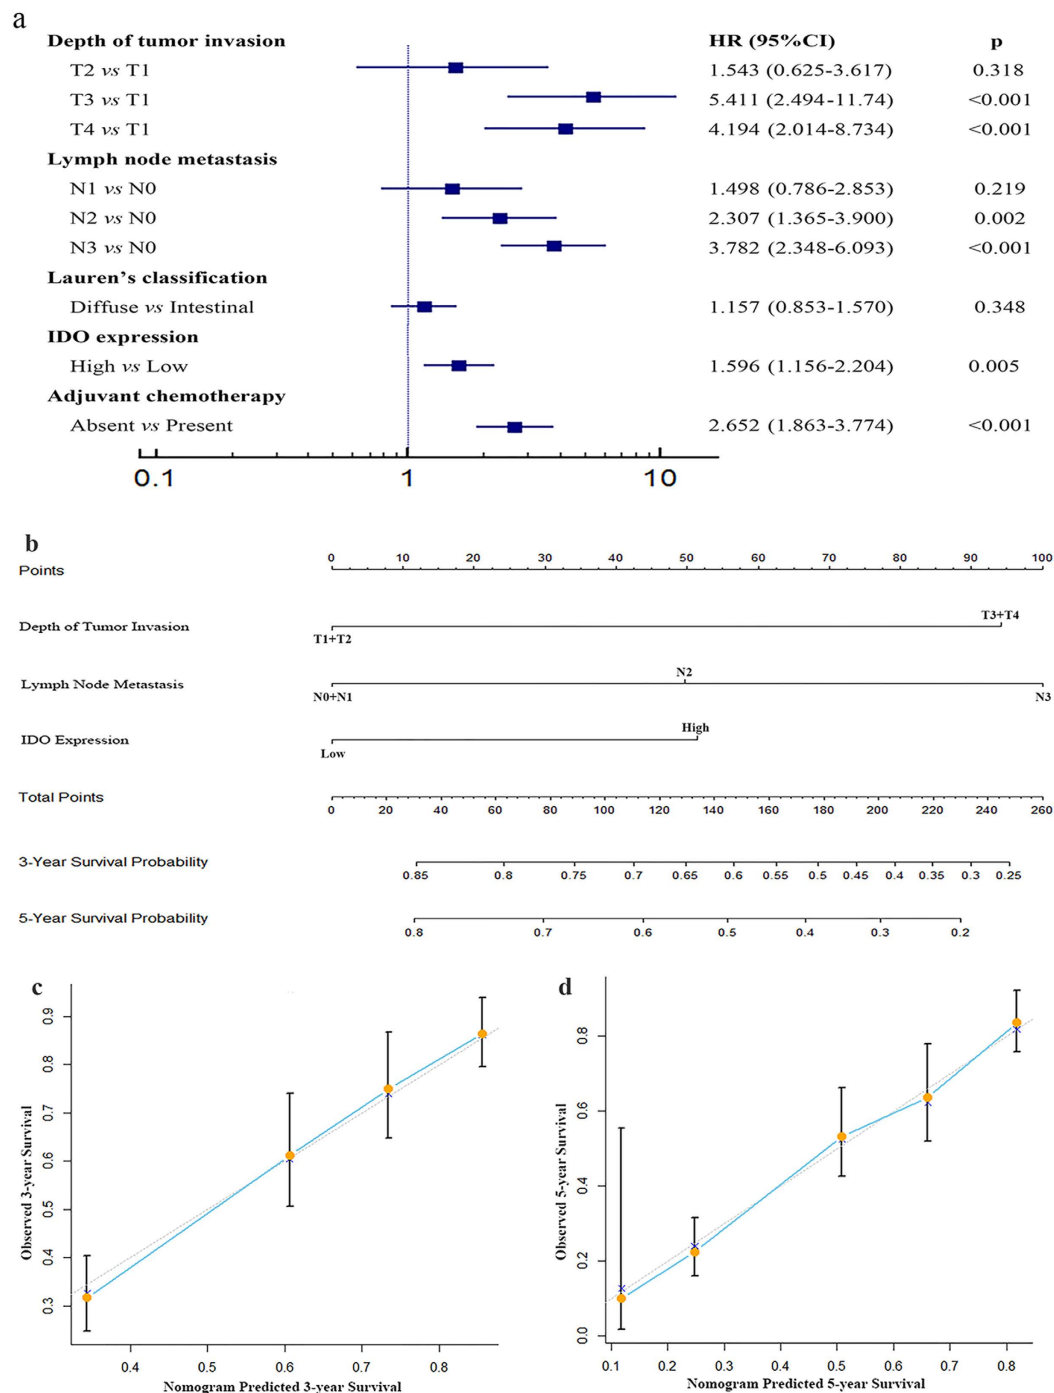 a
Depth of tumor invasion HR (95%CI) p
T2 vs T1 1.543 (0.625-3.617) 0.318
T3 vs T1 5.411 (2.494-11.74) <0.001
T4 vs T1 4.194 (2.014-8.734) <0.001
Lymph node metastasis
N1 vs N0 1.498 (0.786-2.853) 0.219
N2 vs N0 2.307 (1.365-3.900) 0.002
N3 vs N0 3.782 (2.348-6.093) <0.001
Lauren's classification
Diffuse vs Intestinal 1.157 (0.853-1.570) 0.348
IDO expression
High vs Low 1.596 (1.156-2.204) 0.005
Adjuvant chemotherapy
Absent vs Present 2.652 (1.863-3.774) <0.001
0.1 1 10
b
0 10 20 30 40 50 60 70 80 90 100
Points
T3+T4
Depth of Tumor Invasion
T1+T2
N2
Lymph Node Metastasis
N0+N1 N3
High
IDO Expression
Low
Total Points
0 20 40 60 80 100 120 140 160 180 200 220 240 260
3-Year Survival Probability
0.85 0.8 0.75 0.7 0.65 0.6 0.55 0.5 0.45 0.4 0.35 0.3 0.25
5-Year Survival Probability
0.8 0.7 0.6 0.5 0.4 0.3 0.2
c
Observed 3-year Survival
0.9
0.8
0.7
0.6
0.5
0.4
0.3
0.4 0.5 0.6 0.7 0.8
Nomogram Predicted 3-year Survival
d
Observed 5-year Survival
0.8
0.6
0.4
0.2
0.0
0.1 0.2 0.3 0.4 0.5 0.6 0.7 0.8
Nomogram Predicted 5-year Survival